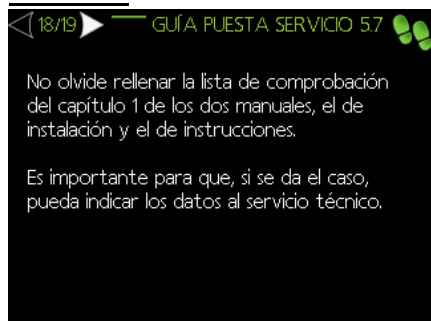 18/19 GUÍA PUESTA SERVICIO 5.7
No olvide rellenar la lista de comprobación
del capítulo 1 de los dos manuales, el de
instalación y el de instrucciones.
Es importante para que, si se da el caso,
pueda indicar los datos al servicio técnico.